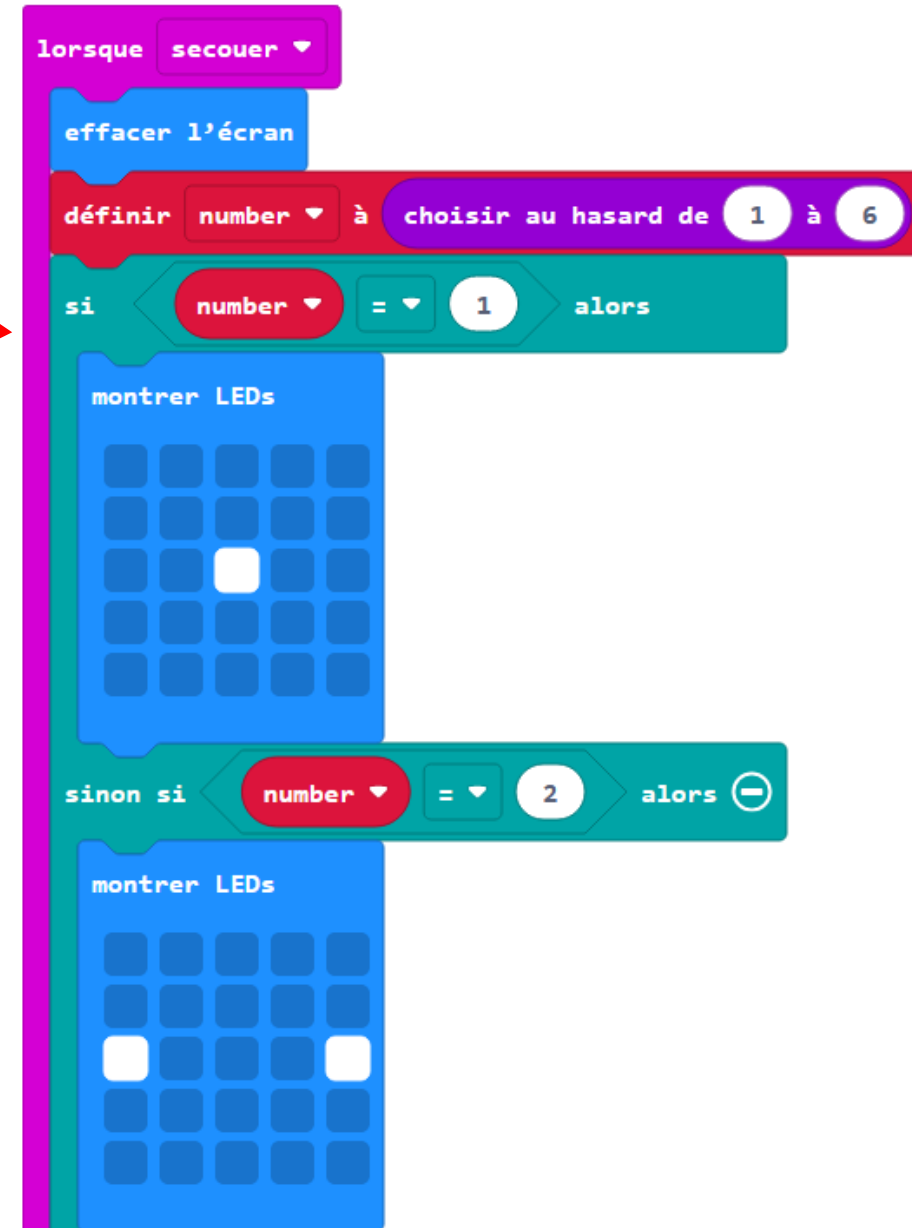 lorsque secouer
effacer l’écran
définir number à choisir au hasard de 1 à 6
si number = 1 alors
montrer LEDs
sinon si number = 2 alors
montrer LEDs